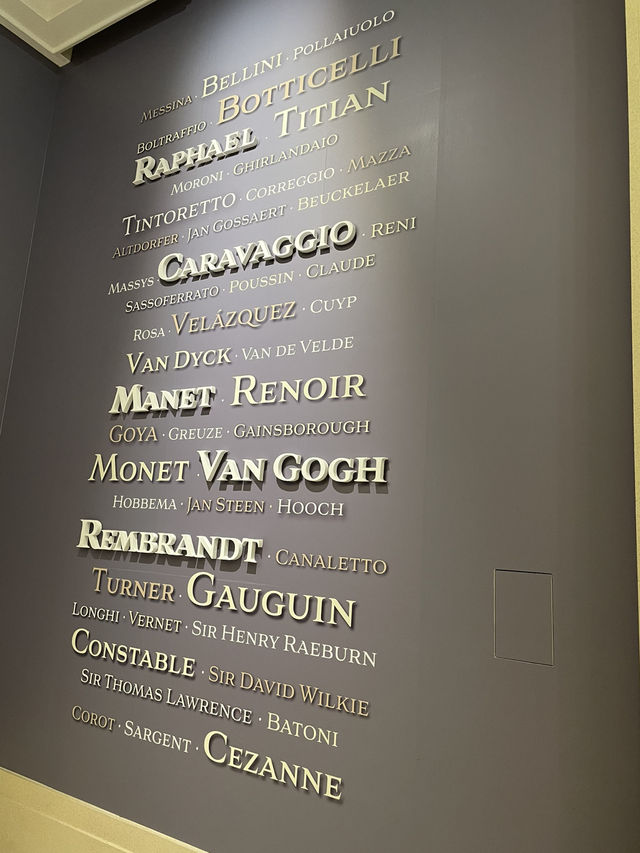 MESSINA · BELLINI · POLLAIUOLO
BOLTRAFFIO · BOTTICELLI
RAPHAEL · TITIAN
MORONI · GHIRLANDAIO
TINTORETTO · CORREGGIO · MAZZA
ALTDORFER · JAN GOSSAERT · BEUCKELAER
MASSYS · CARAVAGGIO · RENI
SASSOFERRATO · POUSSIN · CLAUDE
ROSA · VELÁZQUEZ · CUYP
VAN DYCK · VAN DE VELDE
MANET · RENOIR
GOYA · GREUZE · GAINSBOROUGH
MONET · VAN GOGH
HOBBEMA · JAN STEEN · HOOCH
REMBRANDT · CANALETTO
TURNER · GAUGUIN
LONGHI · VERNET · SIR HENRY RAEBURN
CONSTABLE · SIR DAVID WILKIE
SIR THOMAS LAWRENCE · BATONI
COROT · SARGENT · CEZANNE